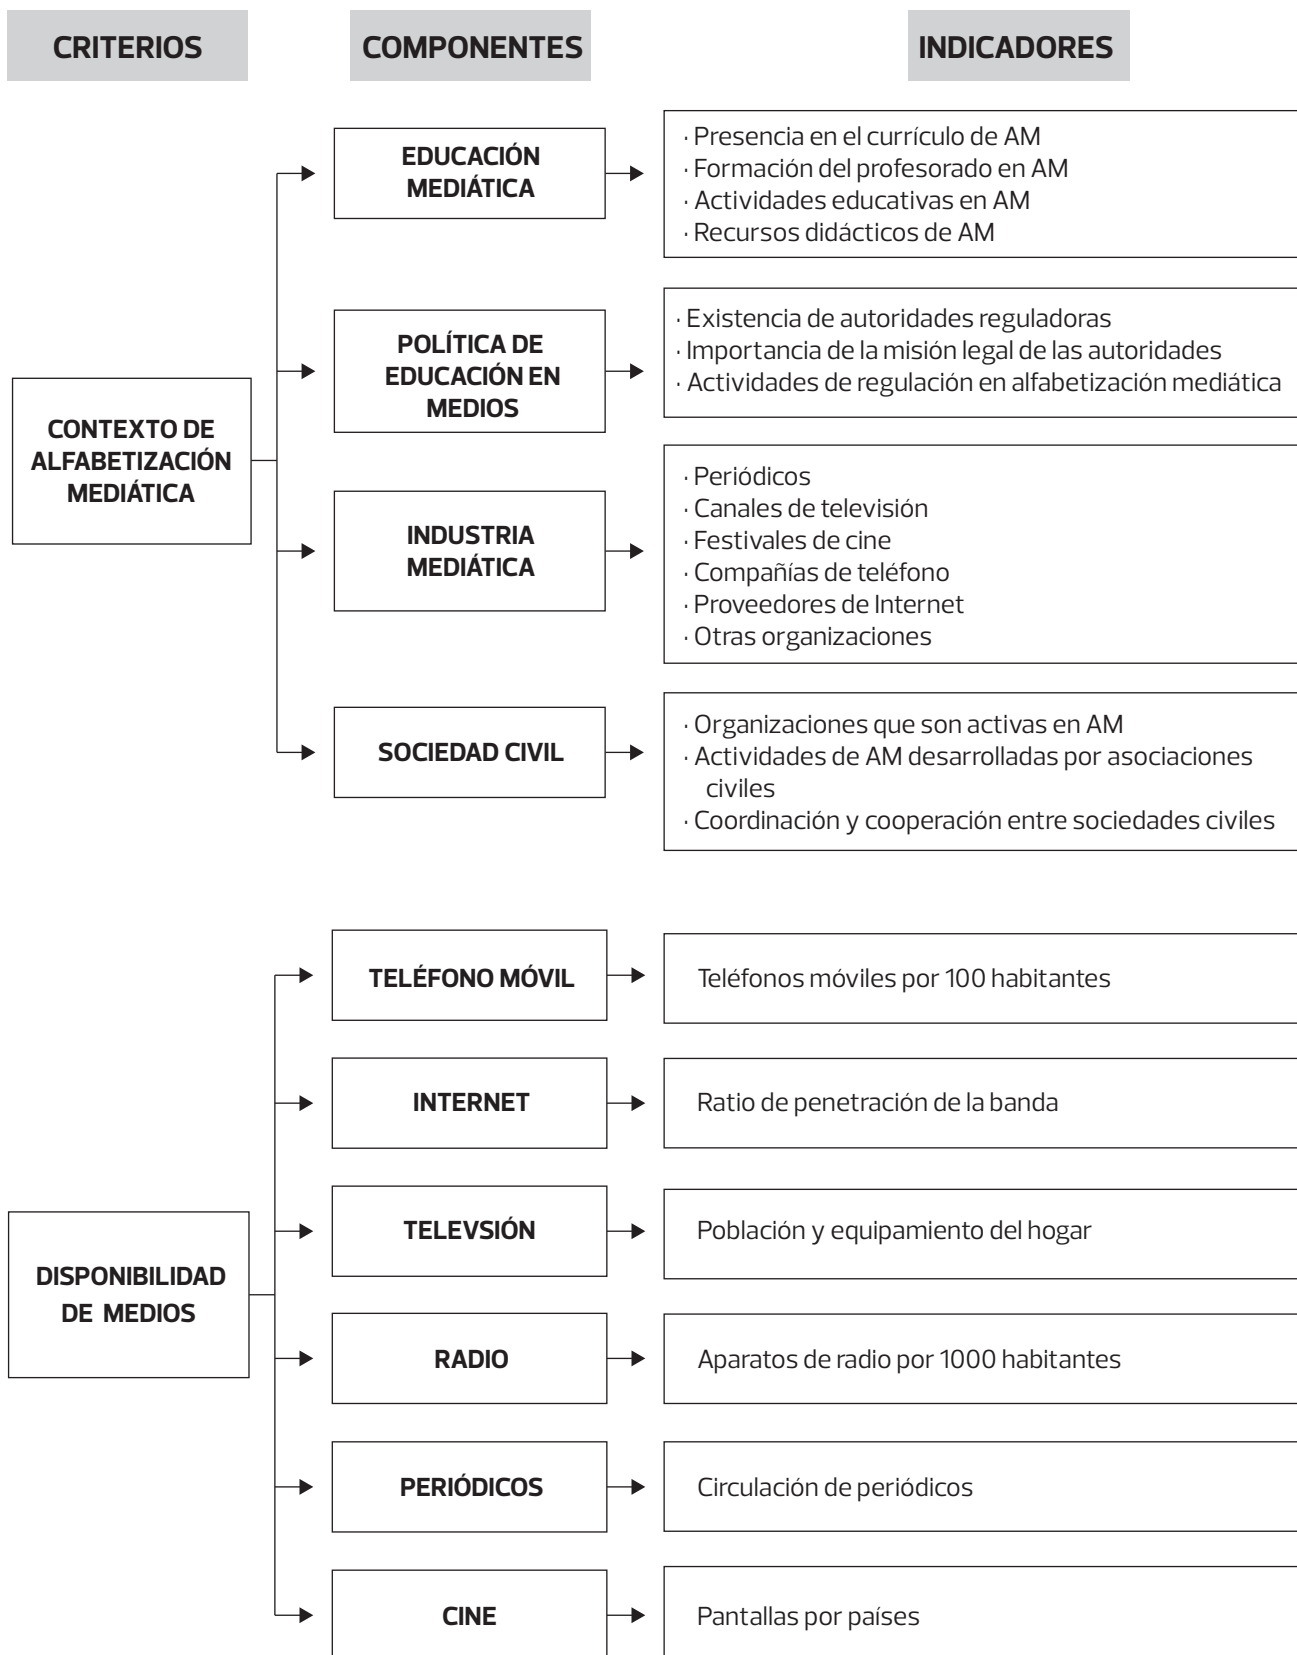 CRITERIOS
COMPONENTES
INDICADORES
CONTEXTO DE
ALFABETIZACIÓN
MEDIÁTICA
EDUCACIÓN
MEDIÁTICA
· Presencia en el currículo de AM
· Formación del profesorado en AM
· Actividades educativas en AM
· Recursos didácticos de AM
POLÍTICA DE
EDUCACIÓN EN
MEDIOS
· Existencia de autoridades reguladoras
· Importancia de la misión legal de las autoridades
· Actividades de regulación en alfabetización mediática
INDUSTRIA
MEDIÁTICA
· Periódicos
· Canales de televisión
· Festivales de cine
· Compañías de teléfono
· Proveedores de Internet
· Otras organizaciones
SOCIEDAD CIVIL
· Organizaciones que son activas en AM
· Actividades de AM desarrolladas por asociaciones
civiles
· Coordinación y cooperación entre sociedades civiles
DISPONIBILIDAD
DE MEDIOS
TELÉFONO MÓVIL
Teléfonos móviles por 100 habitantes
INTERNET
Ratio de penetración de la banda
TELEVSIÓN
Población y equipamiento del hogar
RADIO
Aparatos de radio por 1000 habitantes
PERIÓDICOS
Circulación de periódicos
CINE
Pantallas por países